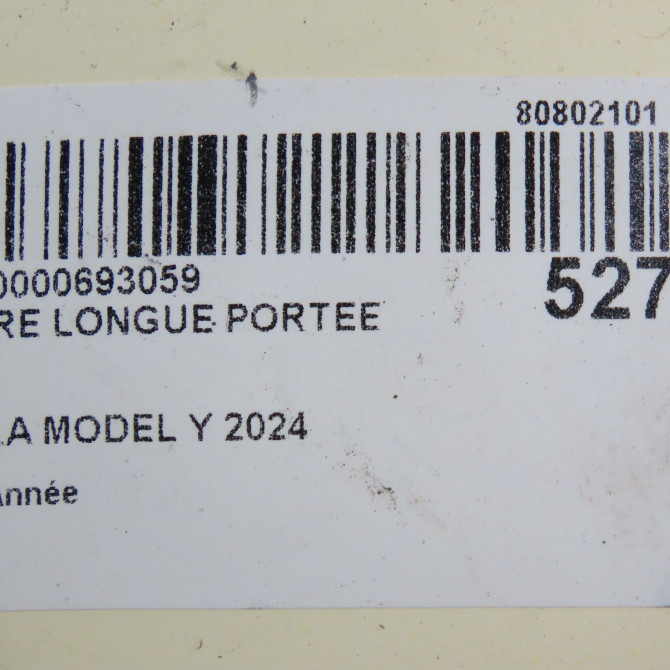 80802101
0000693059
527
RE LONGUE PORTEE
LA MODEL Y 2024
Année